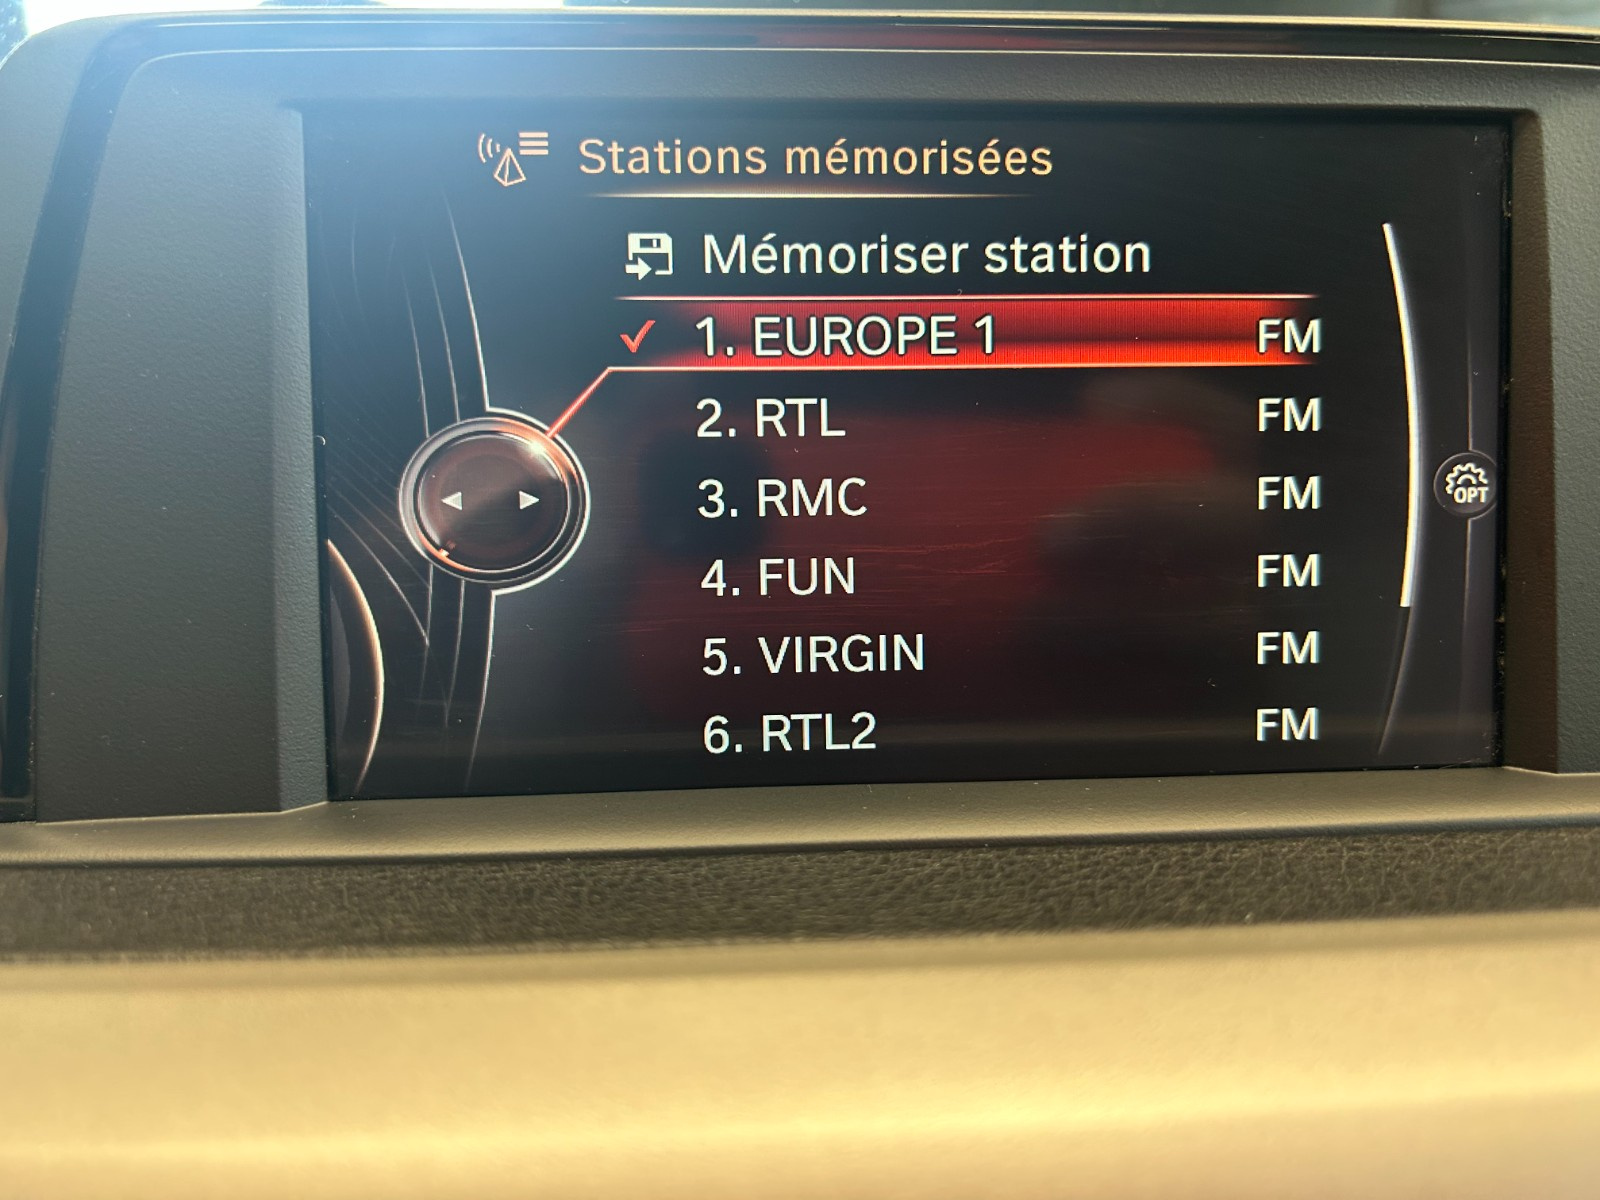 Stations mémorisées
Mémoriser station
1. EUROPE 1 FM
2. RTL FM
3. RMC FM
4. FUN FM
5. VIRGIN FM
6. RTL2 FM
OPT